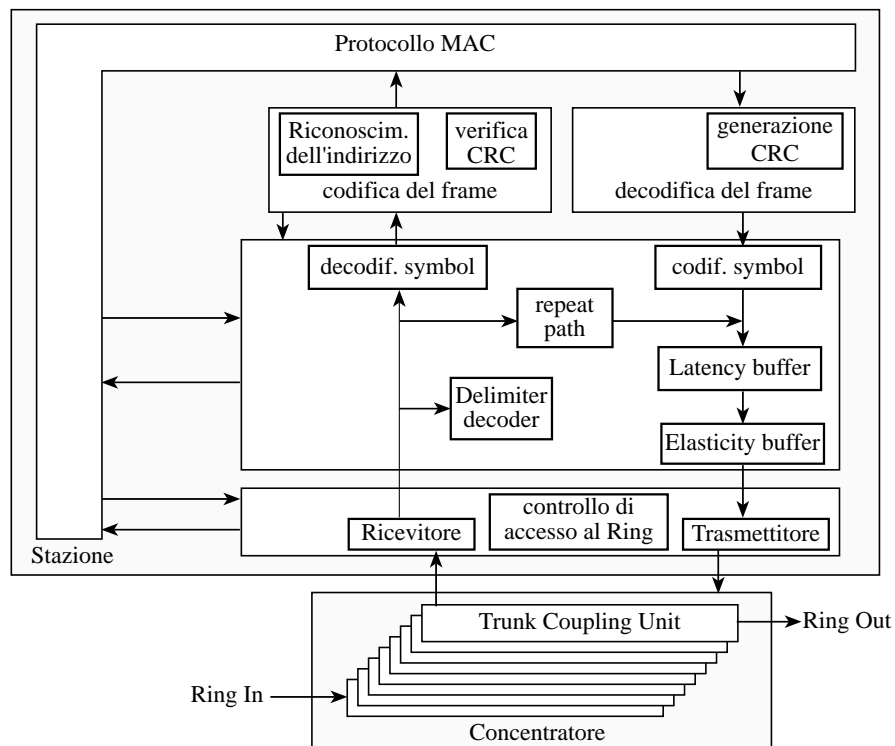 Protocollo MAC
Riconoscim.
dell'indirizzo
verifica
CRC
codifica del frame
generazione
CRC
decodifica del frame
decodif. symbol
codif. symbol
repeat
path
Latency buffer
Delimiter
decoder
Elasticity buffer
controllo di
accesso al Ring
Ricevitore
Trasmettitore
Stazione
Trunk Coupling Unit
Ring Out
Ring In
Concentratore